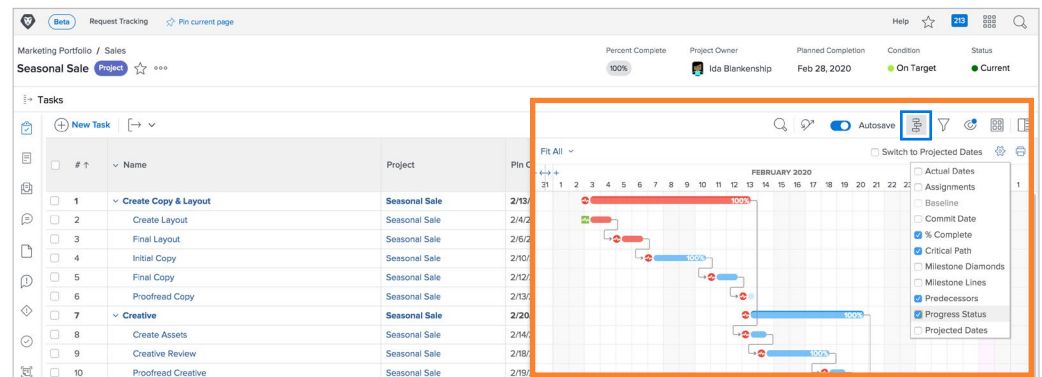 Beta Request Tracking Pin current page Help 213
Marketing Portfolio / Sales Percent Complete Project Owner Planned Completion Condition Status
Seasonal Sale Project 100% Ida Blankenship Feb 28, 2020 On Target Current
Tasks
New Task Autosave
Fit All Switch to Projected Dates
# Name Project Pln
FEBRUARY 2020
31 1 2 3 4 5 6 7 8 9 10 11 12 13 14 15 16 17 18 19 20 21 22 1
Actual Dates
Assignments
Baseline
Commit Date
% Complete
Critical Path
Milestone Diamonds
Milestone Lines
Predecessors
Progress Status
Projected Dates
1 Create Copy & Layout Seasonal Sale 2/13/ 100%
2 Create Layout Seasonal Sale 2/4/2
3 Final Layout Seasonal Sale 2/6/2
4 Initial Copy Seasonal Sale 2/10/ 100%
5 Final Copy Seasonal Sale 2/12/
6 Proofread Copy Seasonal Sale 2/13/
7 Creative Seasonal Sale 2/20 100%
8 Create Assets Seasonal Sale 2/14/
9 Creative Review Seasonal Sale 2/18/ 100%
10 Proofread Creative Seasonal Sale 2/19/